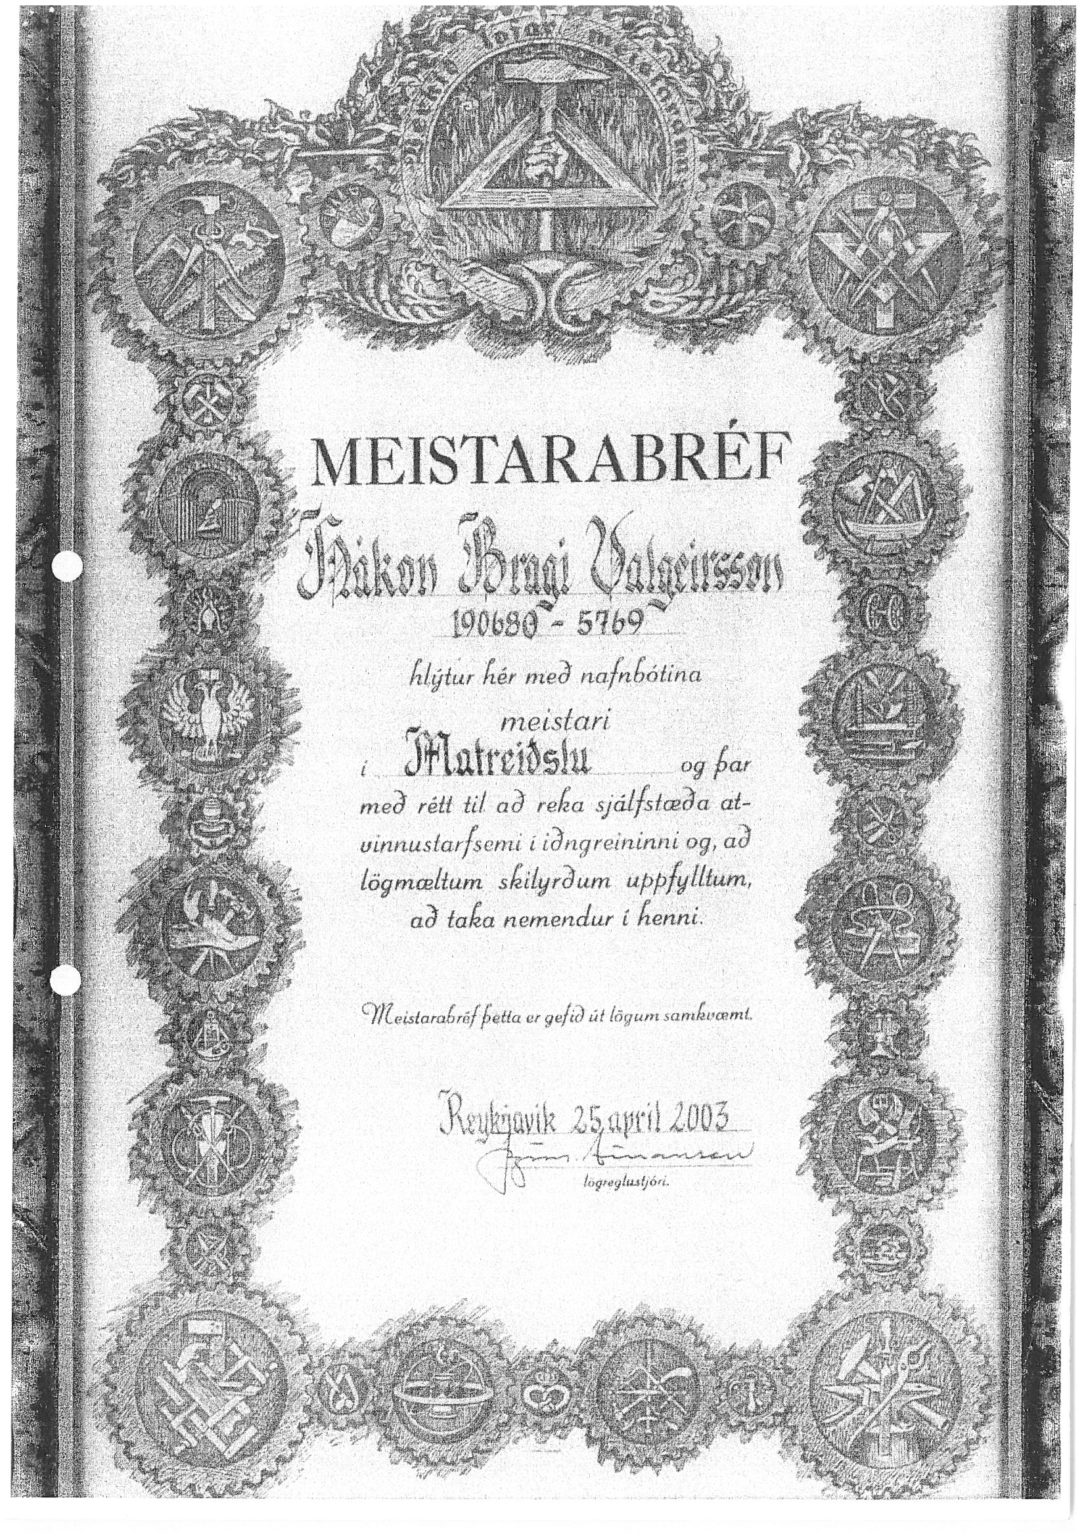 MEISTARABRÉF
Hákon Bragi Valgeirsson
190680 - 5769
hlýtur hér með nafnbótina
meistari
í Matreiðslu og þar
með rétt til að reka sjálfstæða at-
vinnustarfsemi í iðngreininni og, að
lögmæltum skilyrðum uppfylltum,
að taka nemendur í henni.
Meistarabréf þetta er gefið út lögum samkvæmt.
Reykjavík 25 apríl 2003
lögreglustjóri.